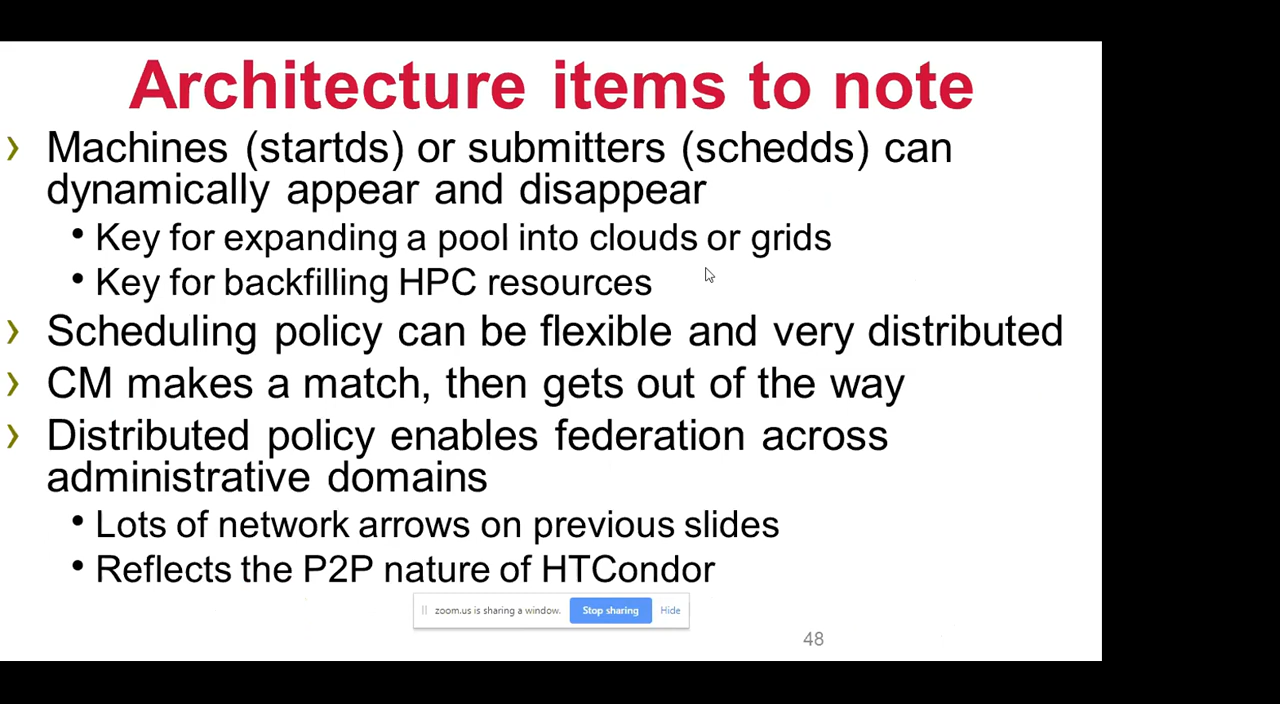 Architecture items to note
› Machines (startds) or submitters (schedds) can
dynamically appear and disappear
• Key for expanding a pool into clouds or grids
• Key for backfilling HPC resources
› Scheduling policy can be flexible and very distributed
› CM makes a match, then gets out of the way
› Distributed policy enables federation across
administrative domains
• Lots of network arrows on previous slides
• Reflects the P2P nature of HTCondor
zoom.us is sharing a window. Stop sharing Hide
48